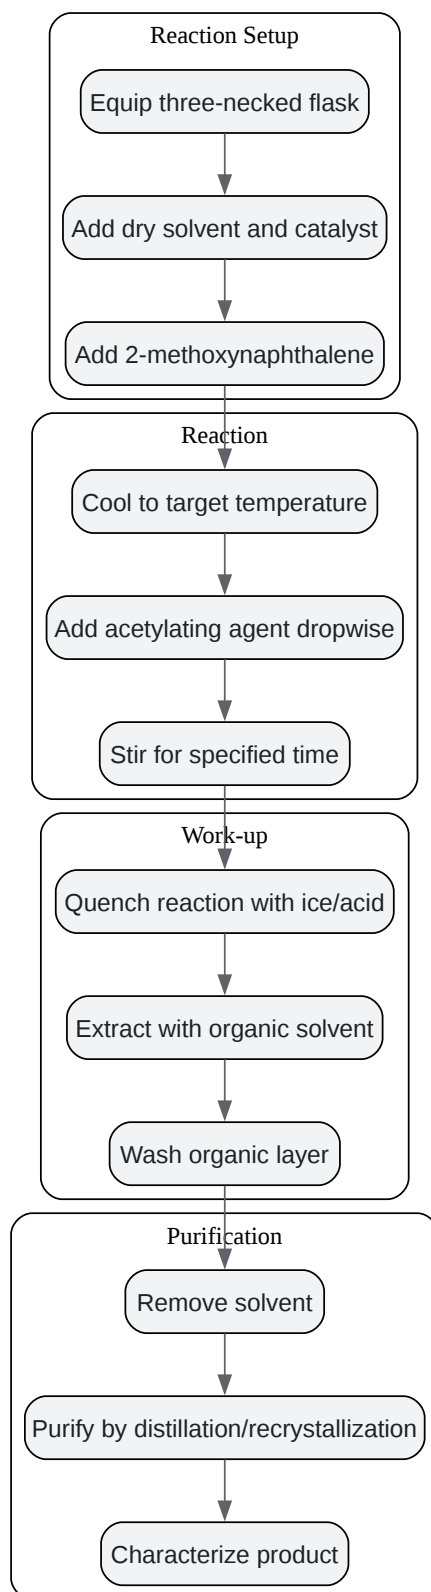 Reaction Setup
Equip three-necked flask
Add dry solvent and catalyst
Add 2-methoxynaphthalene
Reaction
Cool to target temperature
Add acetylating agent dropwise
Stir for specified time
Work-up
Quench reaction with ice/acid
Extract with organic solvent
Wash organic layer
Purification
Remove solvent
Purify by distillation/recrystallization
Characterize product